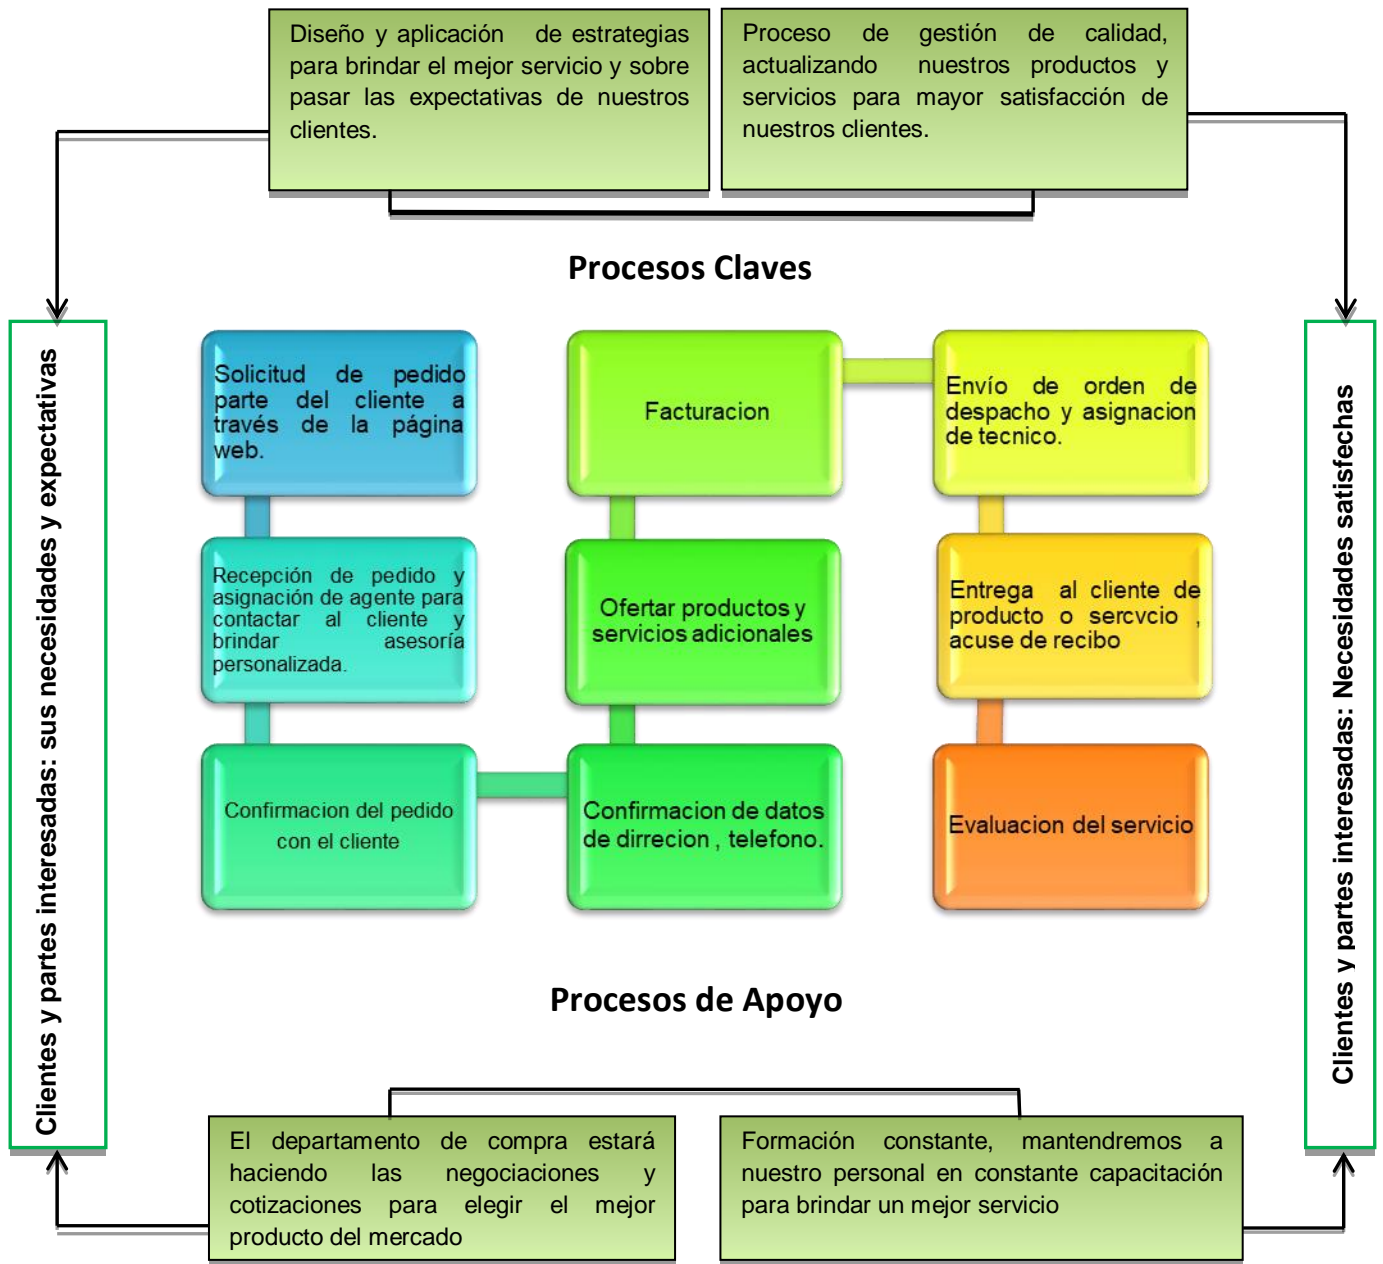 Diseño y aplicación de estrategias
para brindar el mejor servicio y sobre
pasar las expectativas de nuestros
clientes.
Proceso de gestión de calidad,
actualizando nuestros productos y
servicios para mayor satisfacción de
nuestros clientes.
Procesos Claves
Clientes y partes interesadas: sus necesidades y expectativas
Solicitud de pedido
parte del cliente a
través de la página
web.
Recepción de pedido y
asignación de agente para
contactar al cliente y
brindar asesoría
personalizada.
Confirmacion del pedido
con el cliente
Confirmacion de datos
de dirrecion , telefono.
Ofertar productos y
servicios adicionales
Facturacion
Envío de orden de
despacho y asignacion
de tecnico.
Entrega al cliente de
producto o sercvcio ,
acuse de recibo
Evaluacion del servicio
Clientes y partes interesadas: Necesidades satisfechas
Procesos de Apoyo
El departamento de compra estará
haciendo las negociaciones y
cotizaciones para elegir el mejor
producto del mercado
Formación constante, mantendremos a
nuestro personal en constante capacitación
para brindar un mejor servicio